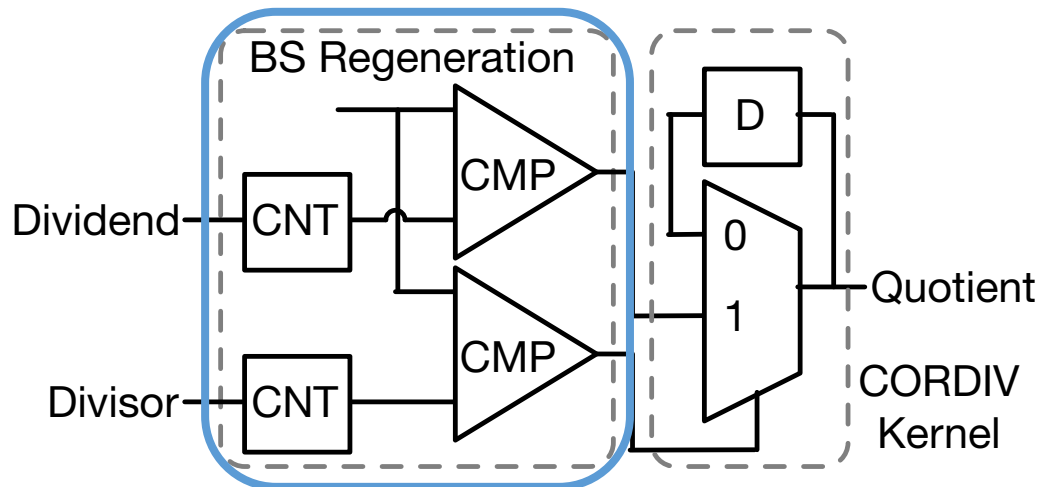 BS Regeneration
D
CMP
Dividend
CNT
0
Quotient
1
CMP
Divisor
CNT
CORDIV
Kernel